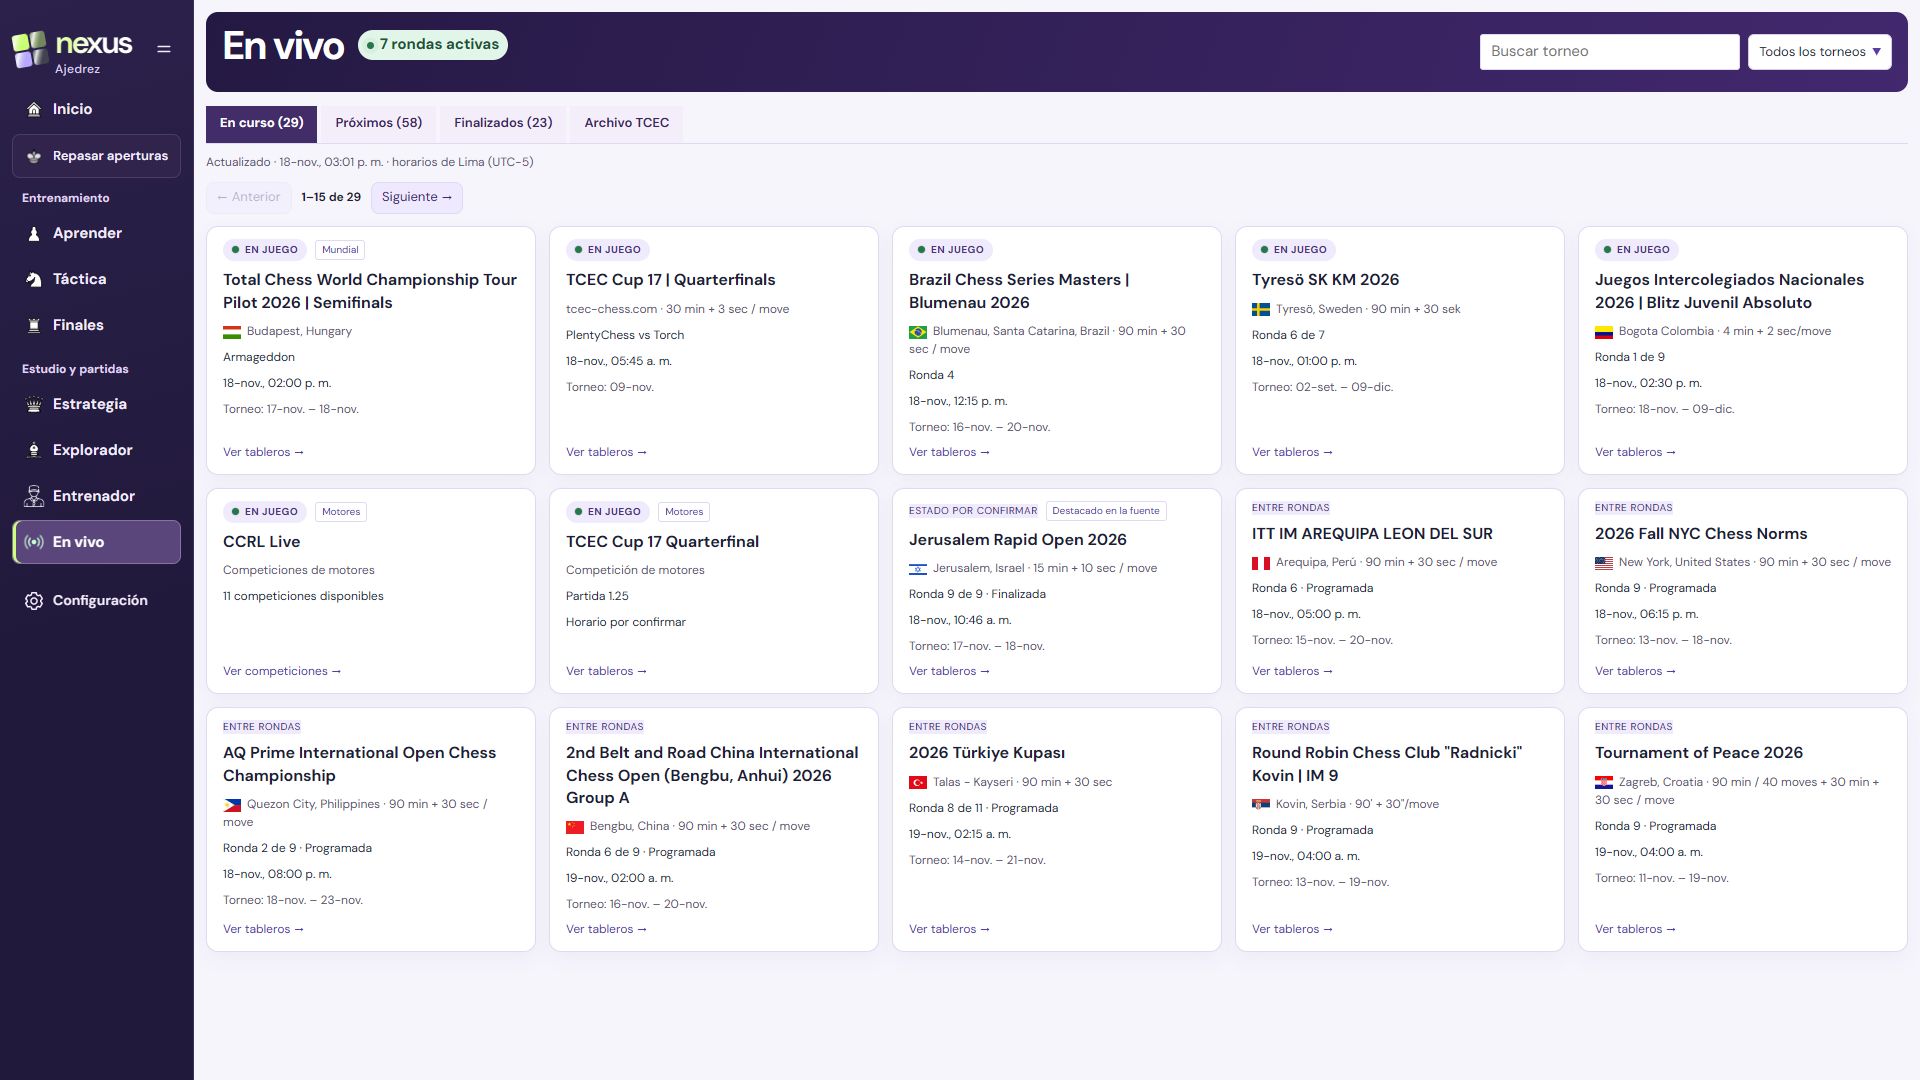 nexus
Ajedrez
Inicio
Repasar aperturas
Entrenamiento
Aprender
Táctica
Finales
Estudio y partidas
Estrategia
Explorador
Entrenador
En vivo
Configuración
En vivo
7 rondas activas
Buscar torneo
Todos los torneos ▼
En curso (29)
Próximos (58)
Finalizados (23)
Archivo TCEC
Actualizado · 18-nov., 03:01 p. m. · horarios de Lima (UTC-5)
← Anterior
1–15 de 29
Siguiente →
EN JUEGO
Mundial
Total Chess World Championship Tour
Pilot 2026 | Semifinals
Budapest, Hungary
Armageddon
18-nov., 02:00 p. m.
Torneo: 17-nov. – 18-nov.
Ver tableros →
EN JUEGO
TCEC Cup 17 | Quarterfinals
tcec-chess.com · 30 min + 3 sec / move
PlentyChess vs Torch
18-nov., 05:45 a. m.
Torneo: 09-nov.
Ver tableros →
EN JUEGO
Brazil Chess Series Masters |
Blumenau 2026
Blumenau, Santa Catarina, Brazil · 90 min + 30
sec / move
Ronda 4
18-nov., 12:15 p. m.
Torneo: 16-nov. – 20-nov.
Ver tableros →
EN JUEGO
Tyresö SK KM 2026
Tyresö, Sweden · 90 min + 30 sek
Ronda 6 de 7
18-nov., 01:00 p. m.
Torneo: 02-set. – 09-dic.
Ver tableros →
EN JUEGO
Juegos Intercolegiados Nacionales
2026 | Blitz Juvenil Absoluto
Bogota Colombia · 4 min + 2 sec/move
Ronda 1 de 9
18-nov., 02:30 p. m.
Torneo: 18-nov. – 09-dic.
Ver tableros →
EN JUEGO
Motores
CCRL Live
Competiciones de motores
11 competiciones disponibles
Ver competiciones →
EN JUEGO
Motores
TCEC Cup 17 Quarterfinal
Competición de motores
Partida 1.25
Horario por confirmar
Ver tableros →
ESTADO POR CONFIRMAR
Destacado en la fuente
Jerusalem Rapid Open 2026
Jerusalem, Israel · 15 min + 10 sec / move
Ronda 9 de 9 · Finalizada
18-nov., 10:46 a. m.
Torneo: 17-nov. – 18-nov.
Ver tableros →
ENTRE RONDAS
ITT IM AREQUIPA LEON DEL SUR
Arequipa, Perú · 90 min + 30 sec / move
Ronda 6 · Programada
18-nov., 05:00 p. m.
Torneo: 15-nov. – 20-nov.
Ver tableros →
ENTRE RONDAS
2026 Fall NYC Chess Norms
New York, United States · 90 min + 30 sec / move
Ronda 9 · Programada
18-nov., 06:15 p. m.
Torneo: 13-nov. – 18-nov.
Ver tableros →
ENTRE RONDAS
AQ Prime International Open Chess
Championship
Quezon City, Philippines · 90 min + 30 sec /
move
Ronda 2 de 9 · Programada
18-nov., 08:00 p. m.
Torneo: 18-nov. – 23-nov.
Ver tableros →
ENTRE RONDAS
2nd Belt and Road China International
Chess Open (Bengbu, Anhui) 2026
Group A
Bengbu, China · 90 min + 30 sec / move
Ronda 6 de 9 · Programada
19-nov., 02:00 a. m.
Torneo: 16-nov. – 20-nov.
Ver tableros →
ENTRE RONDAS
2026 Türkiye Kupası
Talas - Kayseri · 90 min + 30 sec
Ronda 8 de 11 · Programada
19-nov., 02:15 a. m.
Torneo: 14-nov. – 21-nov.
Ver tableros →
ENTRE RONDAS
Round Robin Chess Club "Radnicki"
Kovin | IM 9
Kovin, Serbia · 90' + 30"/move
Ronda 9 · Programada
19-nov., 04:00 a. m.
Torneo: 13-nov. – 19-nov.
Ver tableros →
ENTRE RONDAS
Tournament of Peace 2026
Zagreb, Croatia · 90 min / 40 moves + 30 min +
30 sec / move
Ronda 9 · Programada
19-nov., 04:00 a. m.
Torneo: 11-nov. – 19-nov.
Ver tableros →